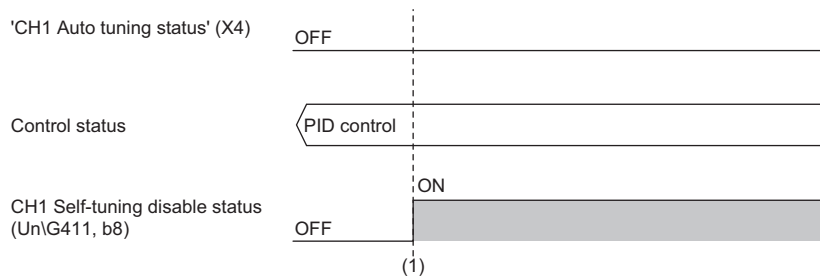 'CH1 Auto tuning status' (X4)
OFF
Control status
PID control
ON
CH1 Self-tuning disable status
(Un\G411, b8)
OFF
(1)